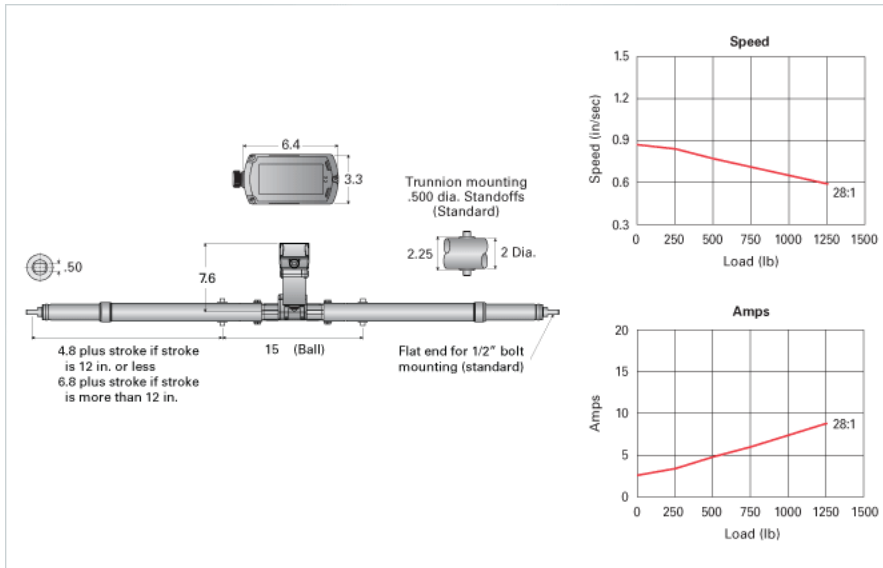 6.4
3.3
Trunnion mounting
.500 dia. Standoffs
(Standard)
2.25
2 Dia.
.50
7.6
4.8 plus stroke if stroke
is 12 in. or less
6.8 plus stroke if stroke
is more than 12 in.
15 (Ball)
Flat end for 1/2" bolt
mounting (standard)
Speed
Speed (in/sec)
1.5
1.2
0.9
0.6
0.3
28:1
0 250 500 750 1000 1250 1500
Load (lb)
Amps
Amps
20
15
10
5
0
28:1
0 250 500 750 1000 1250 1500
Load (lb)